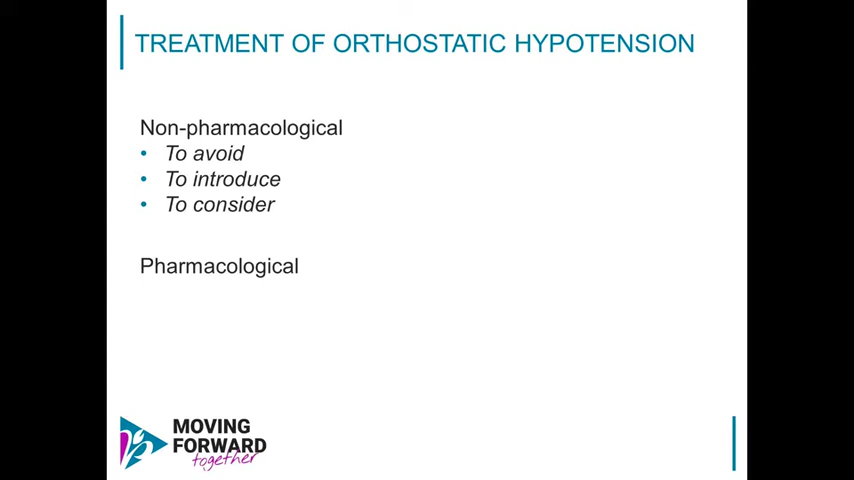 TREATMENT OF ORTHOSTATIC HYPOTENSION
Non-pharmacological
• To avoid
• To introduce
• To consider
Pharmacological
MOVING
FORWARD
together